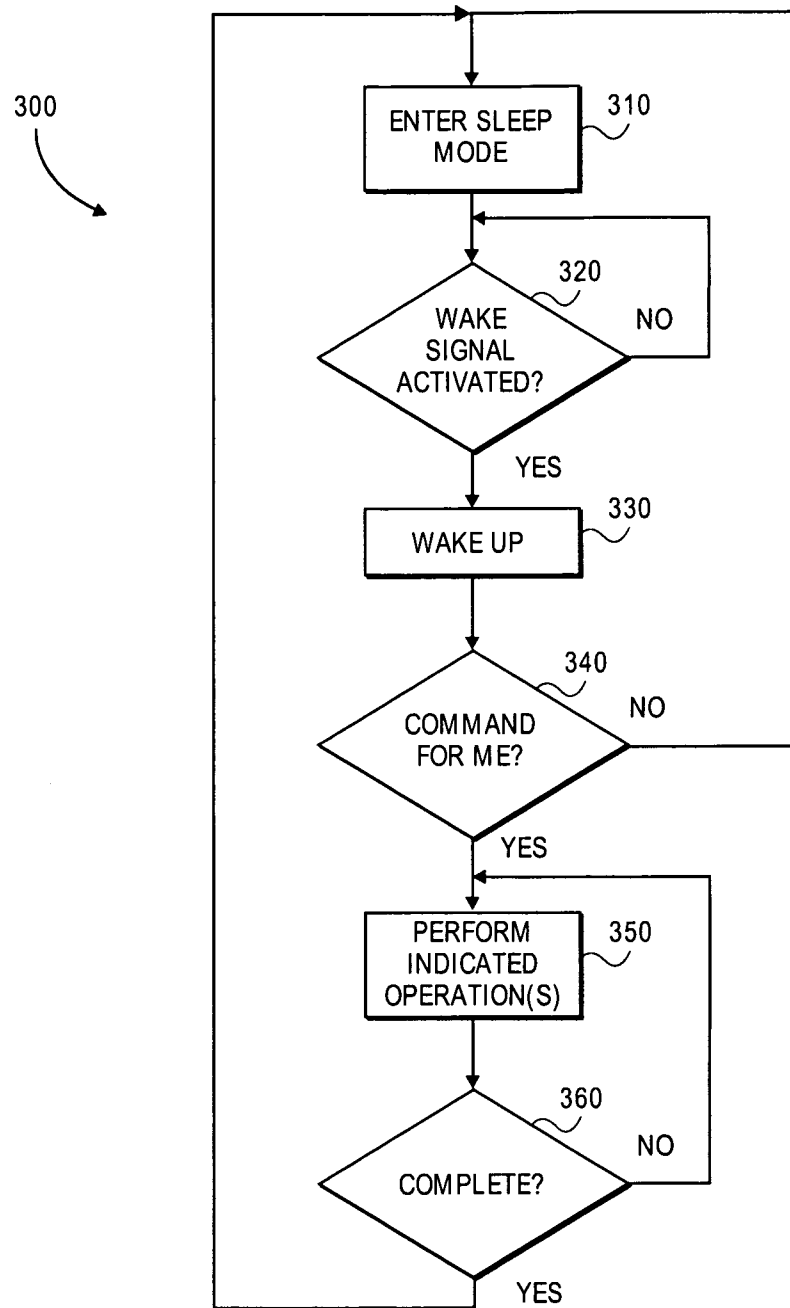 300
ENTER SLEEP
MODE
310
320
WAKE
SIGNAL
ACTIVATED?
NO
YES
330
WAKE UP
340
COMMAND
FOR ME?
NO
YES
350
PERFORM
INDICATED
OPERATION(S)
360
COMPLETE?
NO
YES